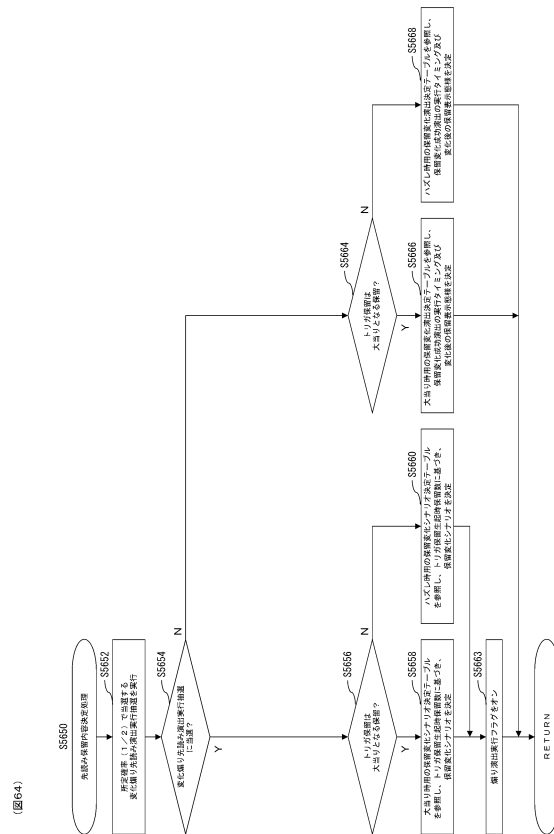 (図64)
S5650
先読み保留内容決定処理
S5652
所定確率（1／2）で当選する
変化煽り先読み演出実行抽選を実行
S5654
変化煽り先読み演出実行抽選
に当選？
N
Y
S5656
トリガ保留は
大当りとなる保留？
N
Y
S5658
大当り時用の保留変化シナリオ決定テーブル
を参照し、トリガ保留生起時保留数に基づき、
保留変化シナリオを決定
S5660
ハズレ時用の保留変化シナリオ決定テーブル
を参照し、トリガ保留生起時保留数に基づき、
保留変化シナリオを決定
S5663
煽り演出実行フラグをオン
S5664
トリガ保留は
大当りとなる保留？
N
Y
S5666
大当り時用の保留変化演出決定テーブルを参照し、
保留変化成功演出の実行タイミング及び
変化後の保留表示態様を決定
S5668
ハズレ時用の保留変化演出決定テーブルを参照し、
保留変化成功演出の実行タイミング及び
変化後の保留表示態様を決定
RETURN